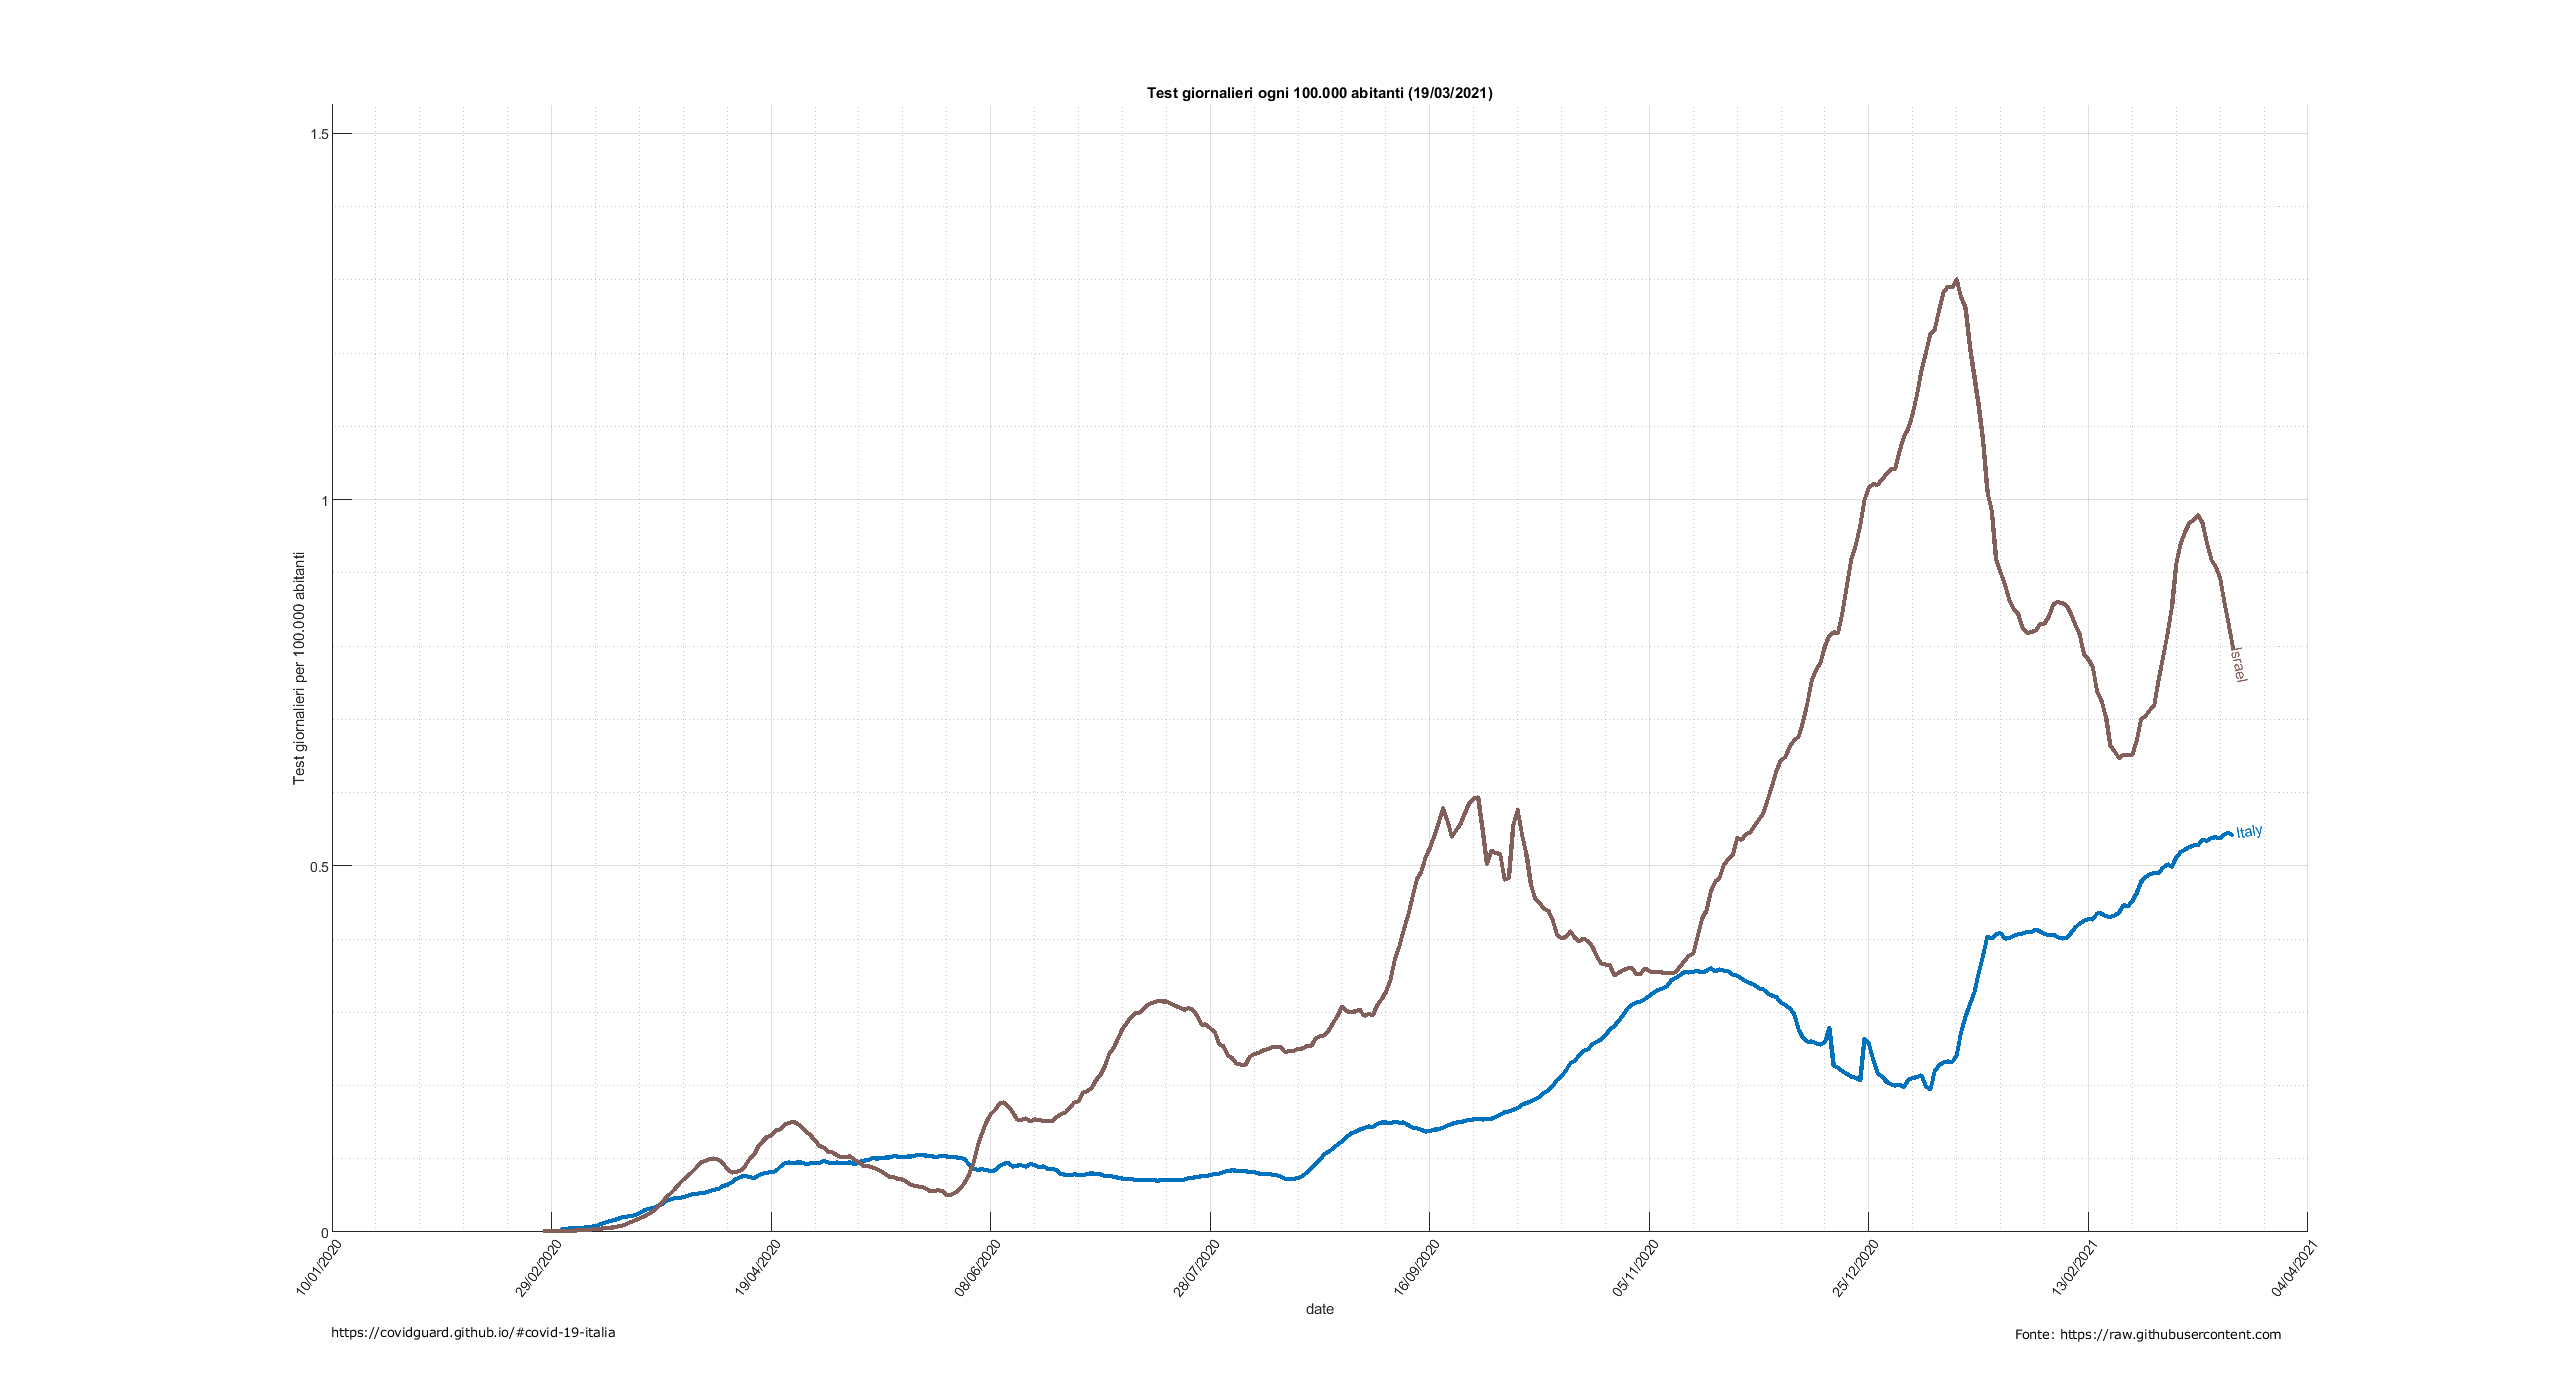 Test giornalieri ogni 100.000 abitanti (19/03/2021)
Test giornalieri per 100.000 abitanti
1.5
1
0.5
0
Israel
Italy
10/01/2020
29/02/2020
19/04/2020
08/06/2020
28/07/2020
16/09/2020
05/11/2020
25/12/2020
13/02/2021
04/04/2021
date
https://covidguard.github.io/#covid-19-italia
Fonte: https://raw.githubusercontent.com